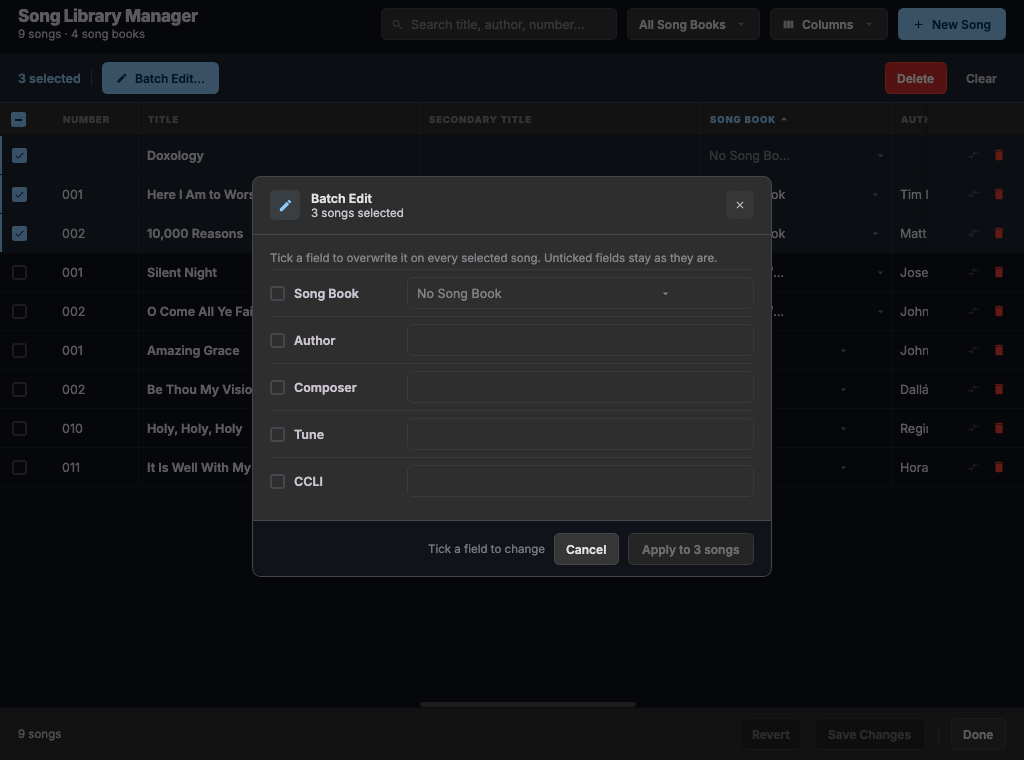 Song Library Manager
9 songs · 4 song books
Search title, author, number...
All Song Books
Columns
+ New Song
3 selected
Batch Edit...
Delete
Clear
NUMBER TITLE SECONDARY TITLE SONG BOOK
Doxology No Song Bo...
001 Here I Am to Tim
002 10,000 Reasons Matt
001 Silent Night Jose
002 O Come All Ye John
001 Amazing Grace John
002 Be Thou My Dallá
010 Holy, Holy, Holy Regi
011 It Is Well With My Hora
Batch Edit
3 songs selected
Tick a field to overwrite it on every selected song. Unticked fields stay as they are.
Song Book No Song Book
Author
Composer
Tune
CCLI
Tick a field to change
Cancel
Apply to 3 songs
9 songs
Revert
Save Changes
Done